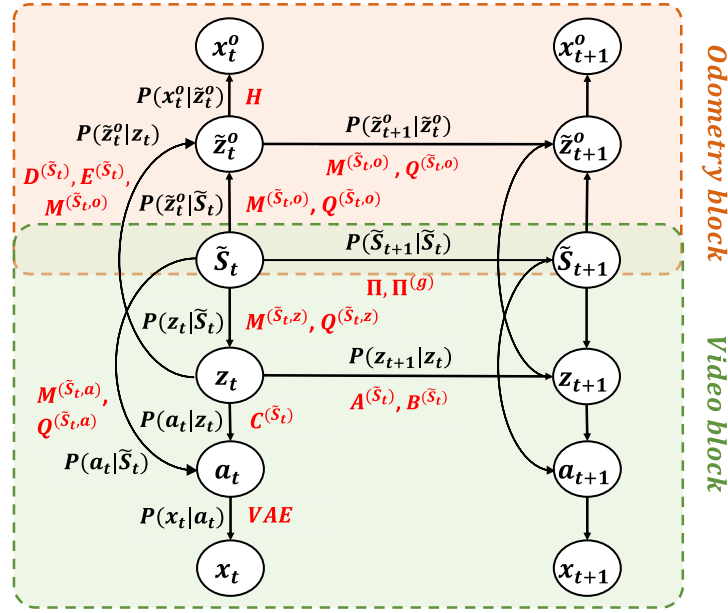 x_t^o
x_{t+1}^o
P(x_t^o|z̃_t^o) H
P(z̃_t^o|z_t)
z̃_t^o
P(z̃_{t+1}^o|z̃_t^o)
z̃_{t+1}^o
M^{(S̃_t,o)}, Q^{(S̃_t,o)}
D^{(S̃_t)}, E^{(S̃_t)},
M^{(S̃_t,o)}
P(z̃_t^o|S̃_t)
M^{(S̃_t,o)}, Q^{(S̃_t,o)}
Odometry block
S̃_t
P(S̃_{t+1}|S̃_t)
S̃_{t+1}
Π, Π^{(g)}
P(z_t|S̃_t)
M^{(S̃_t,z)}, Q^{(S̃_t,z)}
z_t
P(z_{t+1}|z_t)
z_{t+1}
A^{(S̃_t)}, B^{(S̃_t)}
M^{(S̃_t,a)},
Q^{(S̃_t,a)}
P(a_t|z_t)
C^{(S̃_t)}
P(a_t|S̃_t)
a_t
a_{t+1}
P(x_t|a_t) VAE
x_t
x_{t+1}
Video block